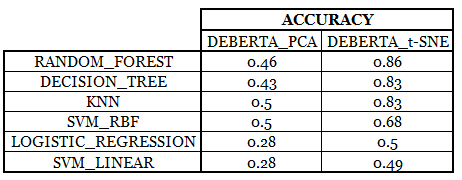 ACCURACY
DEBERTA_PCA DEBERTA_t-SNE
RANDOM_FOREST 0.46 0.86
DECISION_TREE 0.43 0.83
KNN 0.5 0.83
SVM_RBF 0.5 0.68
LOGISTIC_REGRESSION 0.28 0.5
SVM_LINEAR 0.28 0.49